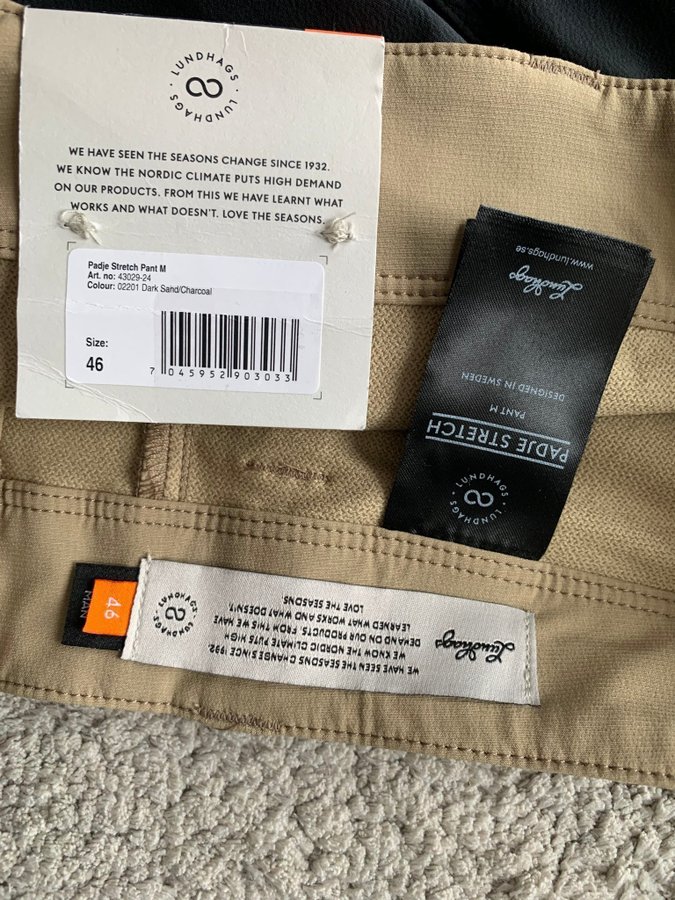 LUNDHAGS · LUNDHAGS ·
WE HAVE SEEN THE SEASONS CHANGE SINCE 1932.
WE KNOW THE NORDIC CLIMATE PUTS HIGH DEMAND
ON OUR PRODUCTS. FROM THIS WE HAVE LEARNT WHAT
WORKS AND WHAT DOESN'T. LOVE THE SEASONS.
Padje Stretch Pant M
Art. no: 43029-24
Colour: 02201 Dark Sand/Charcoal
Size:
46
7 045952 903033
Lundhags
www.lundhags.se
LUNDHAGS · LUNDHAGS ·
PADJE STRETCH
PANT M
DESIGNED IN SWEDEN
MAN
46
Lundhags
WE HAVE SEEN THE SEASONS CHANGE SINCE 1932.
WE KNOW THE NORDIC CLIMATE PUTS HIGH
DEMAND ON OUR PRODUCTS. FROM THIS WE HAVE
LEARNED WHAT WORKS AND WHAT DOESN'T.
LOVE THE SEASONS.
LUNDHAGS · LUNDHAGS ·